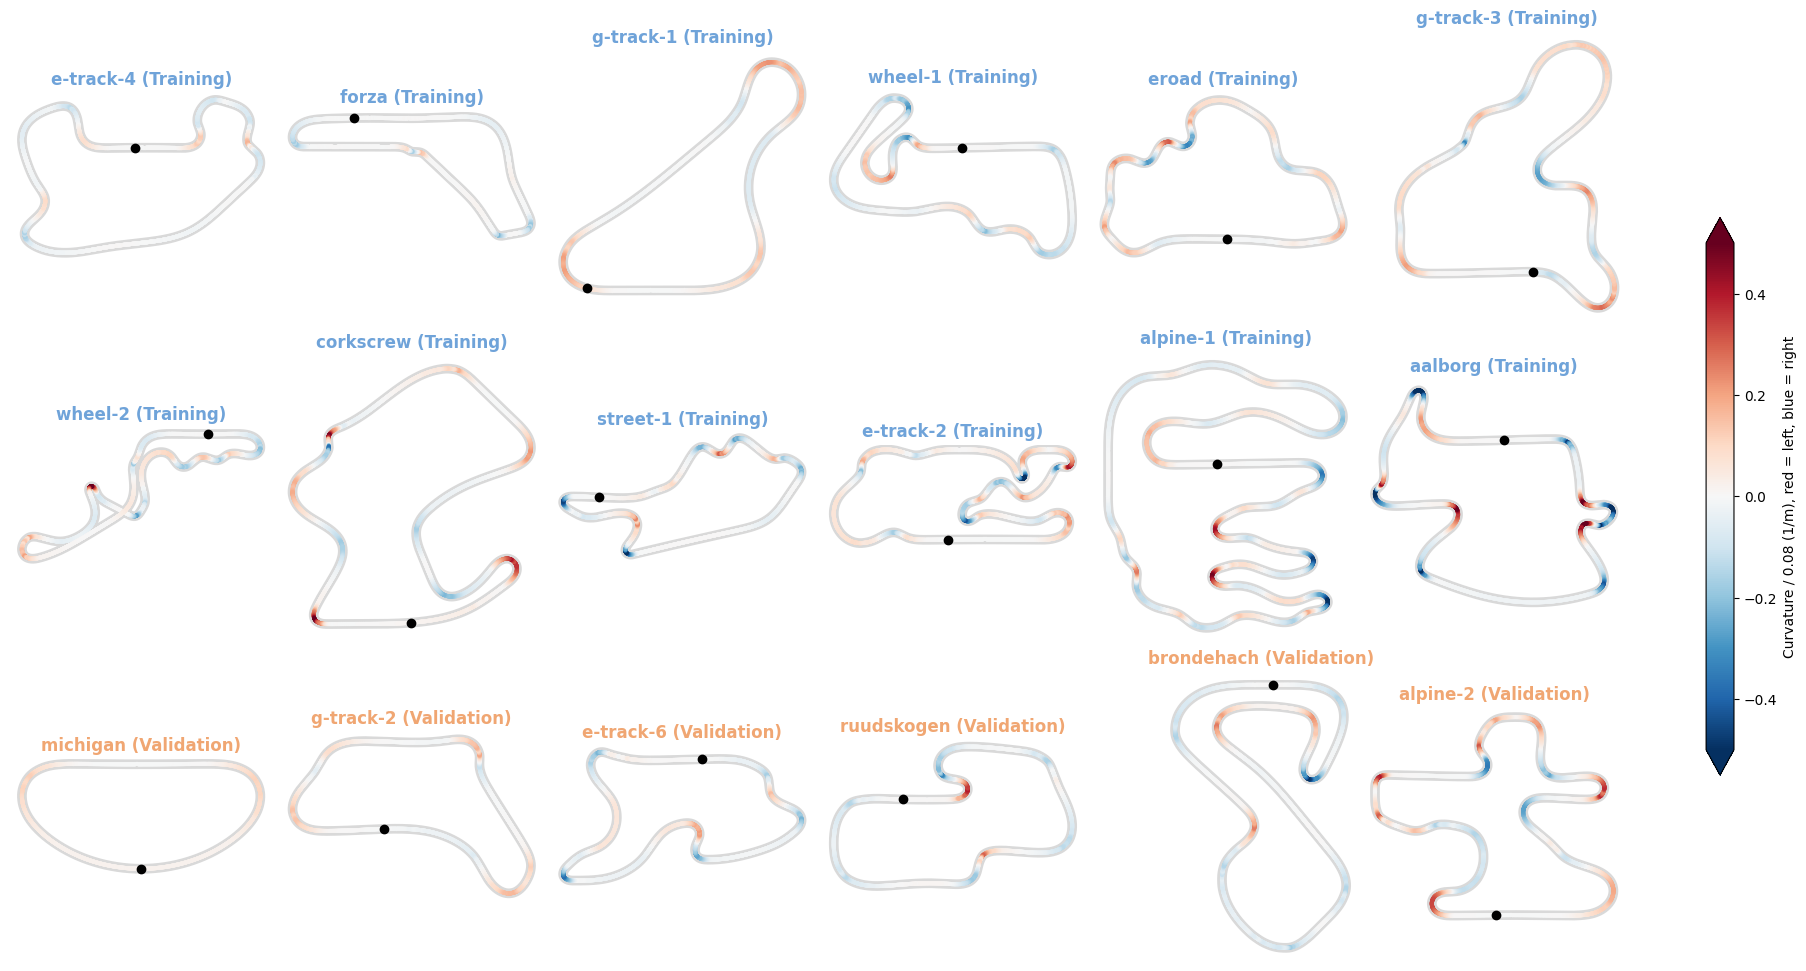 e-track-4 (Training)
forza (Training)
g-track-1 (Training)
wheel-1 (Training)
eroad (Training)
g-track-3 (Training)
wheel-2 (Training)
corkscrew (Training)
street-1 (Training)
e-track-2 (Training)
alpine-1 (Training)
aalborg (Training)
michigan (Validation)
g-track-2 (Validation)
e-track-6 (Validation)
ruudskogen (Validation)
brondehach (Validation)
alpine-2 (Validation)
0.4
0.2
0.0
−0.2
−0.4
Curvature / 0.08 (1/m), red = left, blue = right